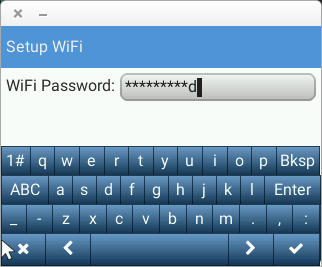 Setup WiFi
WiFi Password: *********d
1# q w e r t y u i o p Bksp
ABC a s d f g h j k l Enter
_ - z x c v b n m . , :